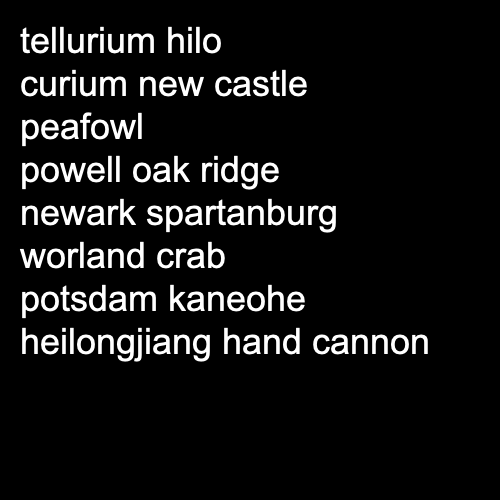 tellurium hilo
curium new castle
peafowl
powell oak ridge
newark spartanburg
worland crab
potsdam kaneohe
heilongjiang hand cannon